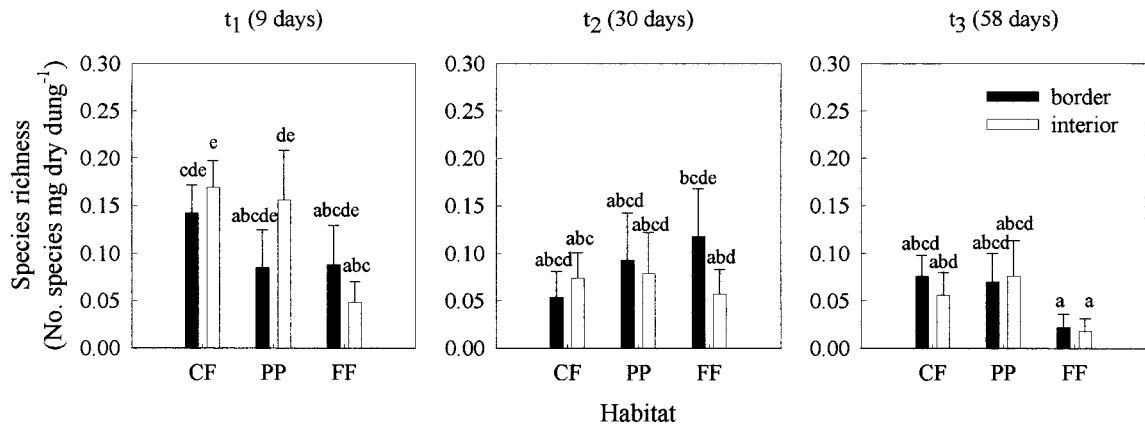 t1 (9 days)
t2 (30 days)
t3 (58 days)
Species richness
(No. species mg dry dung-1)
0.30
0.25
0.20
0.15
0.10
0.05
0.00
cde
e
abcde
de
abcde
abc
CF
PP
FF
0.30
0.25
0.20
0.15
0.10
0.05
0.00
abcd
abc
abcd
abcd
bcde
abd
CF
PP
FF
Habitat
0.30
0.25
0.20
0.15
0.10
0.05
0.00
border
interior
abcd
abd
abcd
abcd
a
a
CF
PP
FF